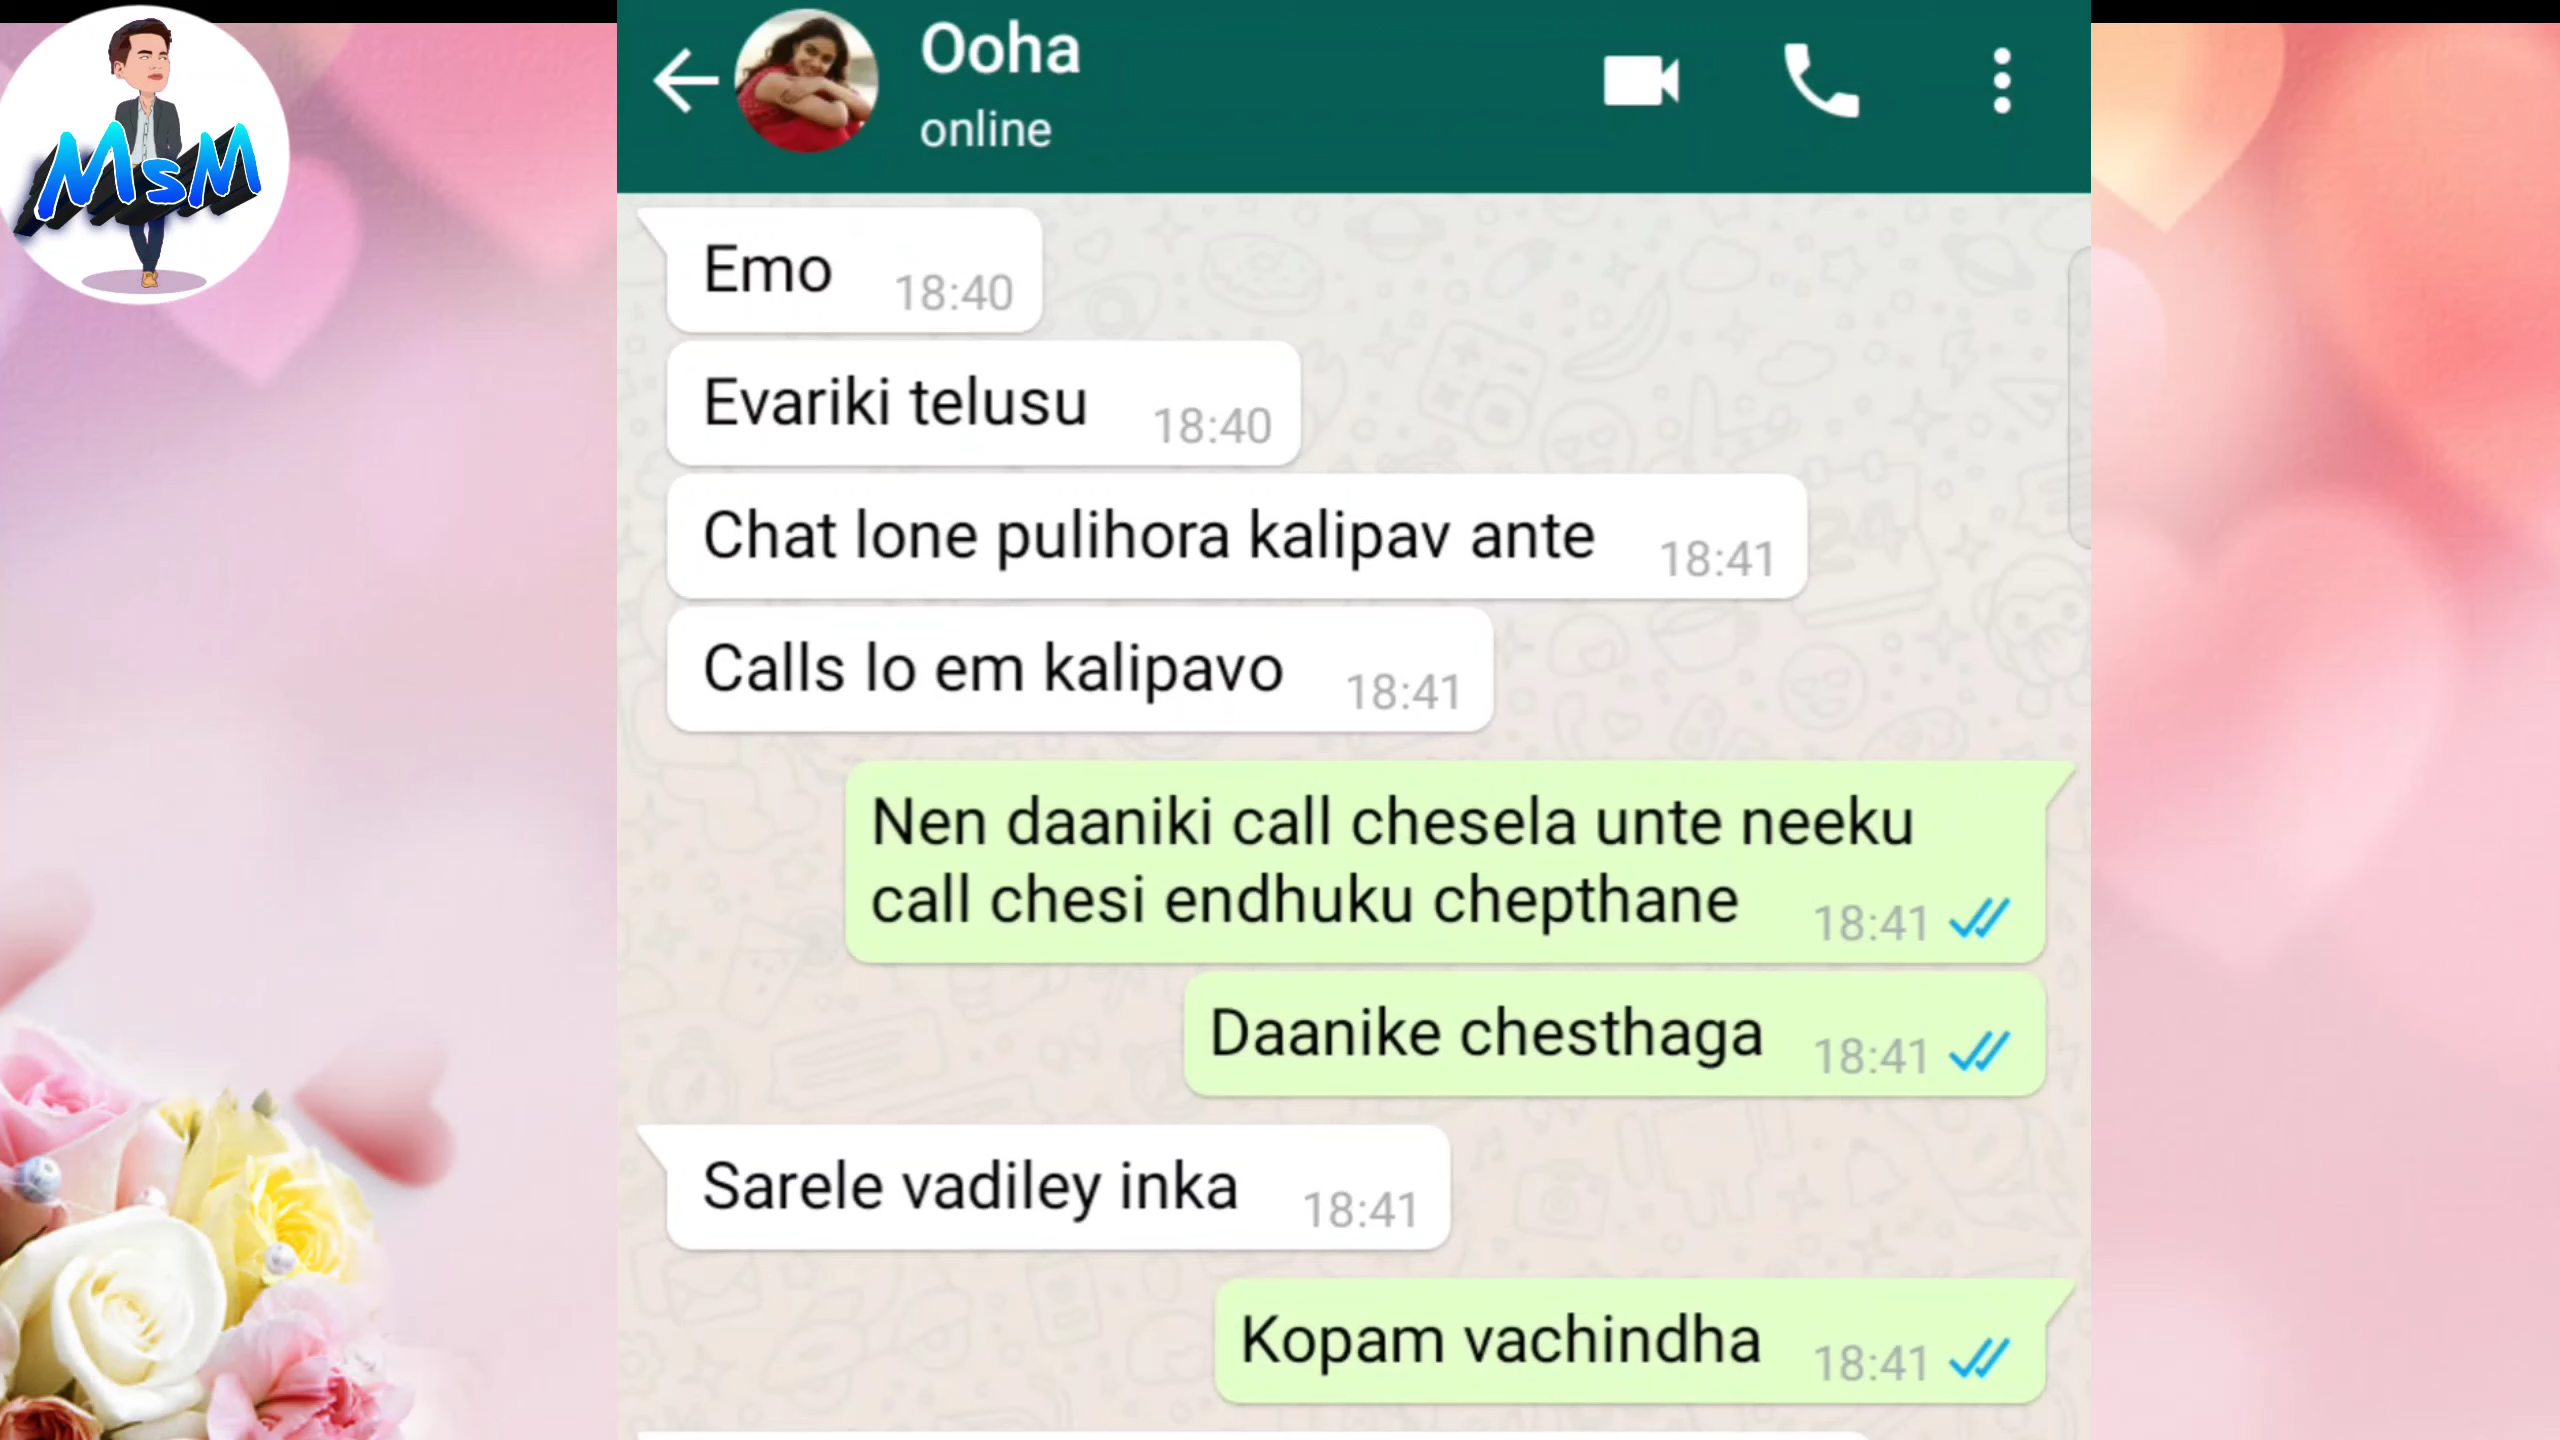 MsM
Ooha
online
Emo 18:40
Evariki telusu 18:40
Chat lone pulihora kalipav ante 18:41
Calls lo em kalipavo 18:41
Nen daaniki call chesela unte neeku
call chesi endhuku chepthane 18:41
Daanike chesthaga 18:41
Sarele vadiley inka 18:41
Kopam vachindha 18:41